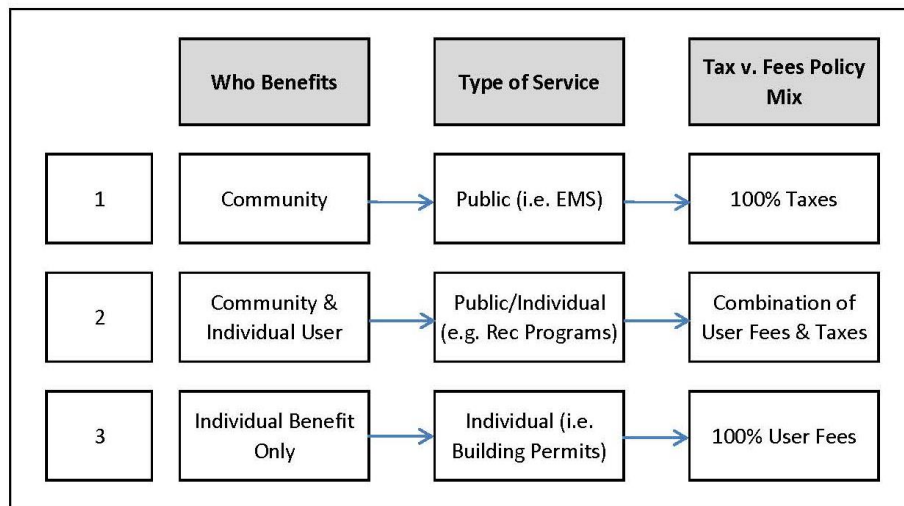 Who Benefits
Type of Service
Tax v. Fees Policy
Mix
1
Community
Public (i.e. EMS)
100% Taxes
2
Community &
Individual User
Public/Individual
(e.g. Rec Programs)
Combination of
User Fees & Taxes
3
Individual Benefit
Only
Individual (i.e.
Building Permits)
100% User Fees